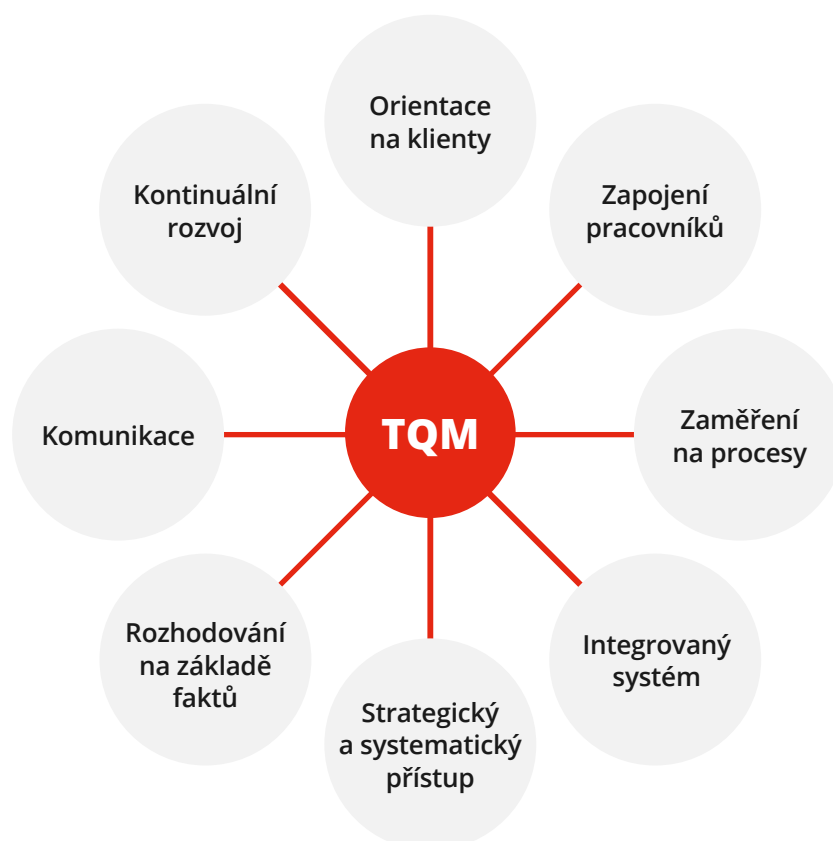 Orientace
na klienty
Kontinuální
rozvoj
Zapojení
pracovníků
Komunikace
TQM
Zaměření
na procesy
Rozhodování
na základě
faktů
Integrovaný
systém
Strategický
a systematický
přístup